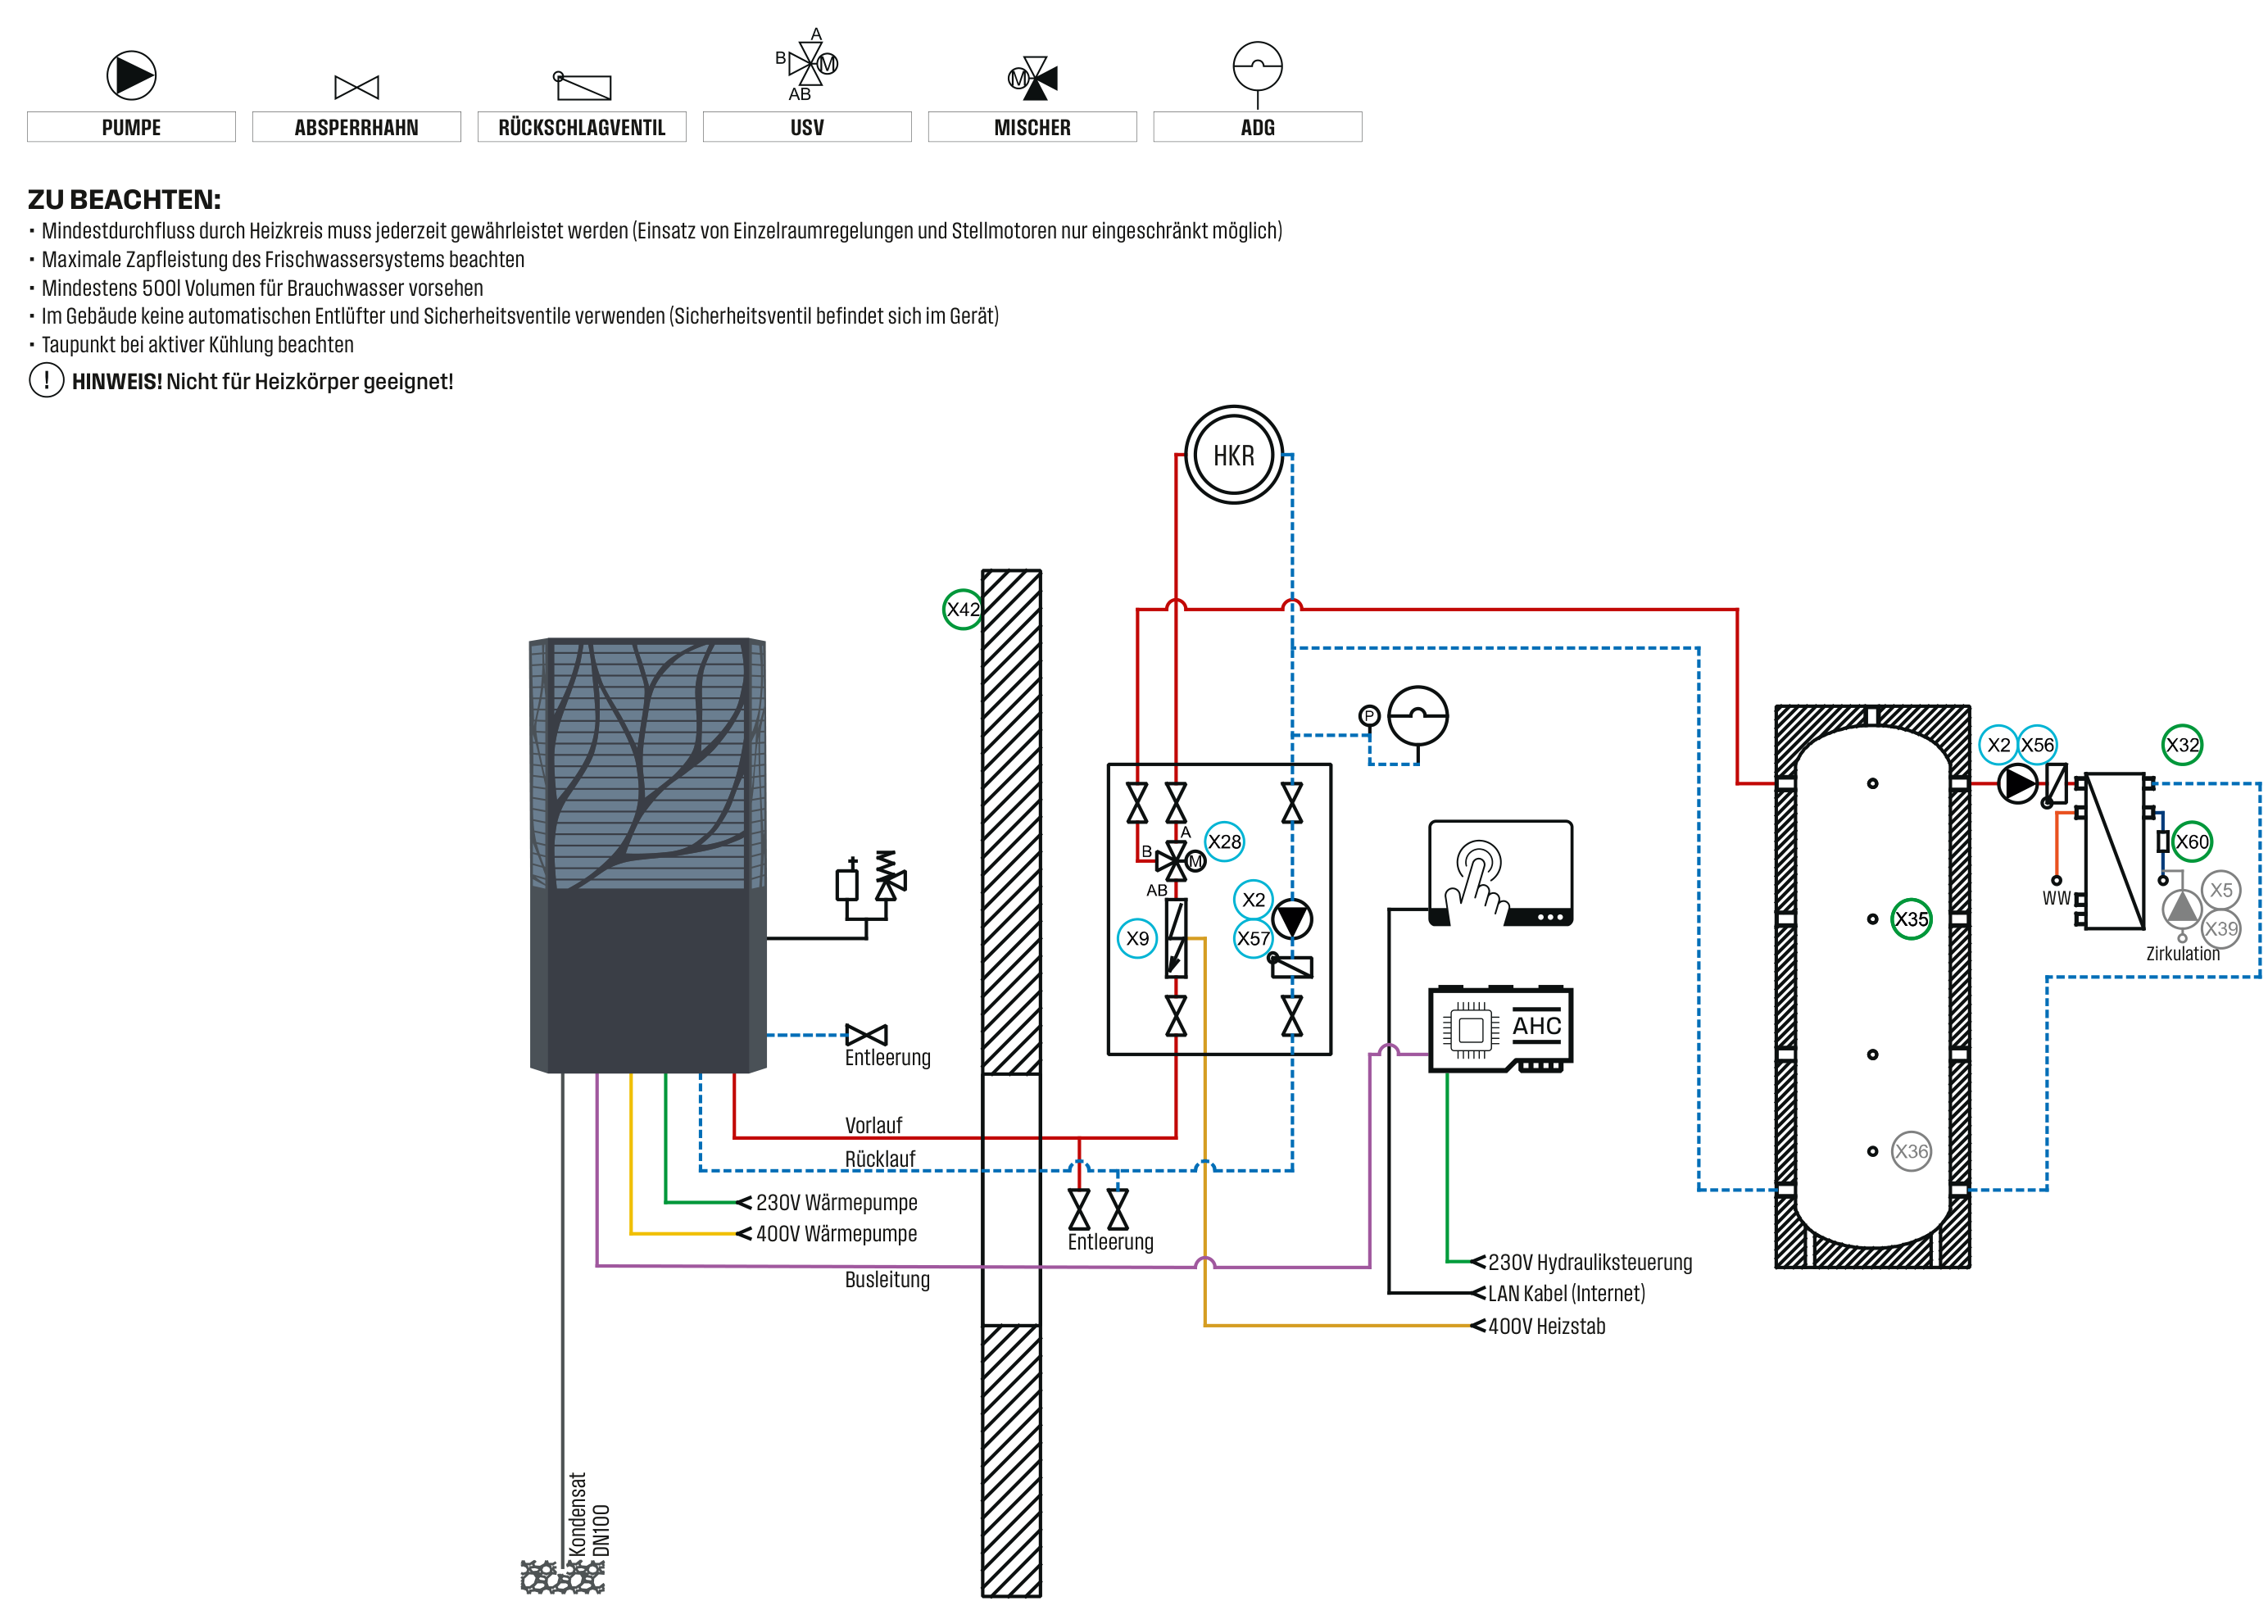 A
B
M
AB
M
PUMPE
ABSPERRHAHN
RÜCKSCHLAGVENTIL
USV
MISCHER
ADG
ZU BEACHTEN:
· Mindestdurchfluss durch Heizkreis muss jederzeit gewährleistet werden (Einsatz von Einzelraumregelungen und Stellmotoren nur eingeschränkt möglich)
· Maximale Zapfleistung des Frischwassersystems beachten
· Mindestens 500l Volumen für Brauchwasser vorsehen
· Im Gebäude keine automatischen Entlüfter und Sicherheitsventile verwenden (Sicherheitsventil befindet sich im Gerät)
· Taupunkt bei aktiver Kühlung beachten
! HINWEIS! Nicht für Heizkörper geeignet!
HKR
X42
P
X2
X56
X32
A
X28
B
M
X60
AB
X2
X5
WW
X9
X57
X35
X39
Zirkulation
AHC
Entleerung
Vorlauf
Rücklauf
X36
230V Wärmepumpe
400V Wärmepumpe
Entleerung
Busleitung
230V Hydrauliksteuerung
LAN Kabel (Internet)
400V Heizstab
Kondensat
DN100